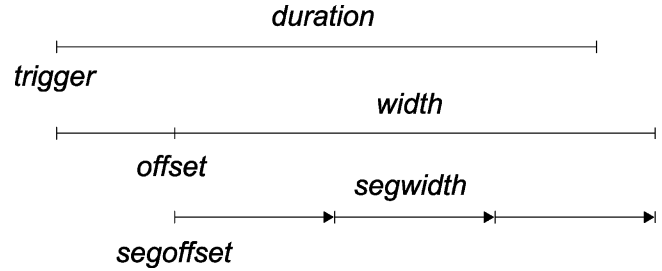 duration
trigger
width
offset
segwidth
segoffset